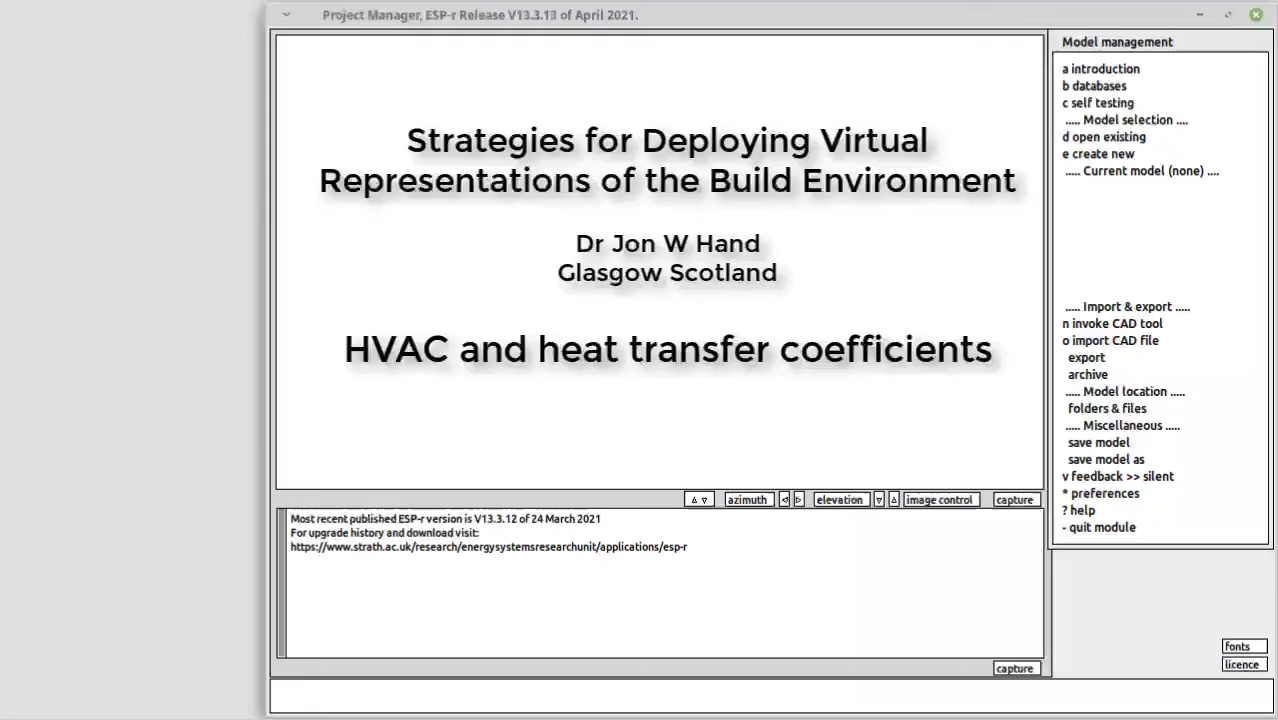 Project Manager, ESP-r Release V13.3.13 of April 2021.
Strategies for Deploying Virtual
Representations of the Build Environment
Dr Jon W Hand
Glasgow Scotland
HVAC and heat transfer coefficients
azimuth
elevation
image control
capture
Most recent published ESP-r version is V13.3.12 of 24 March 2021
For upgrade history and download visit:
https://www.strath.ac.uk/research/energysystemsresearchunit/applications/esp-r
capture
Model management
a introduction
b databases
c self testing
..... Model selection ....
d open existing
e create new
..... Current model (none) ....
..... Import & export .....
n invoke CAD tool
o import CAD file
export
archive
..... Model location .....
folders & files
..... Miscellaneous .....
save model
save model as
v feedback >> silent
* preferences
? help
- quit module
fonts
licence